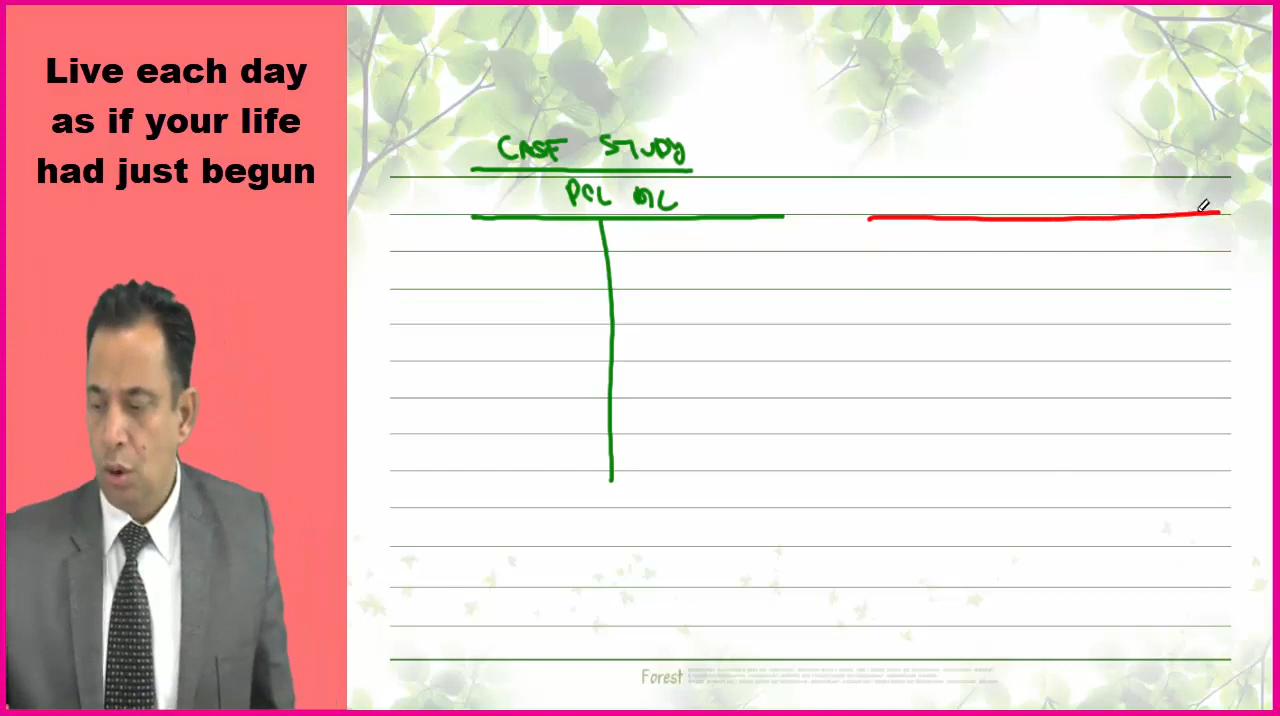 Live each day
as if your life
had just begun
CASE STUDY
PCL
Forest